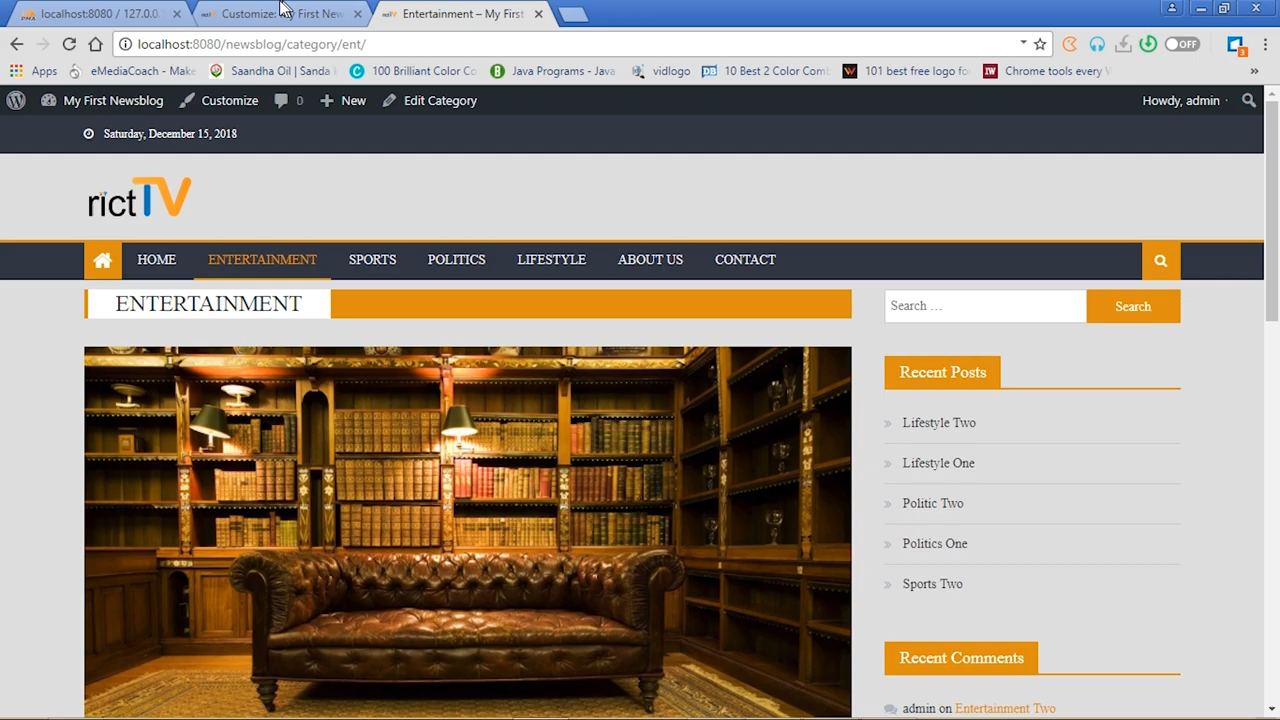 localhost:8080 / 127.0.0.
Customize: My First New
Entertainment – My First
localhost:8080/newsblog/category/ent/
OFF
3
Apps
eMediaCoach - Make
Saandha Oil | Sanda
100 Brilliant Color Co
Java Programs - Java
vidlogo
10 Best 2 Color Comb
101 best free logo fo
Chrome tools every
»
My First Newsblog
Customize
0
New
Edit Category
Howdy, admin
Saturday, December 15, 2018
rictTV
HOME
ENTERTAINMENT
SPORTS
POLITICS
LIFESTYLE
ABOUT US
CONTACT
ENTERTAINMENT
Search …
Search
Recent Posts
Lifestyle Two
Lifestyle One
Politic Two
Politics One
Sports Two
Recent Comments
admin on Entertainment Two